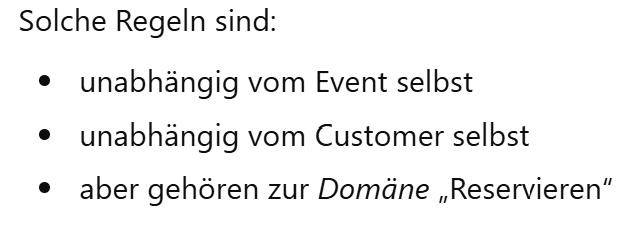 Solche Regeln sind:
• unabhängig vom Event selbst
• unabhängig vom Customer selbst
• aber gehören zur Domäne „Reservieren“